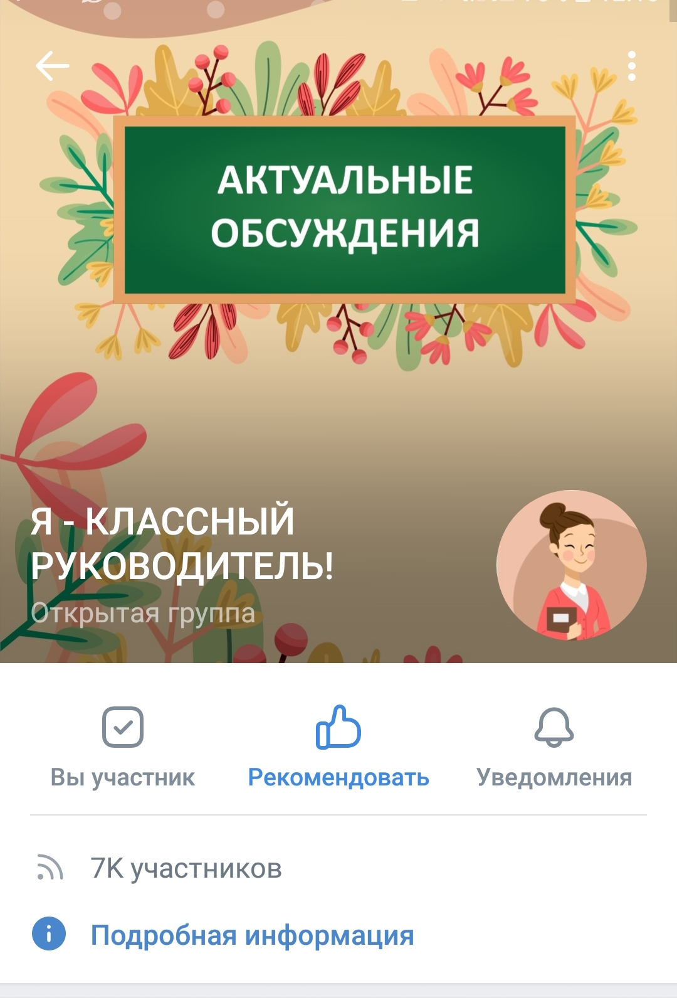 АКТУАЛЬНЫЕ
ОБСУЖДЕНИЯ
Я - КЛАССНЫЙ
РУКОВОДИТЕЛЬ!
Открытая группа
Вы участник
Рекомендовать
Уведомления
7K участников
Подробная информация